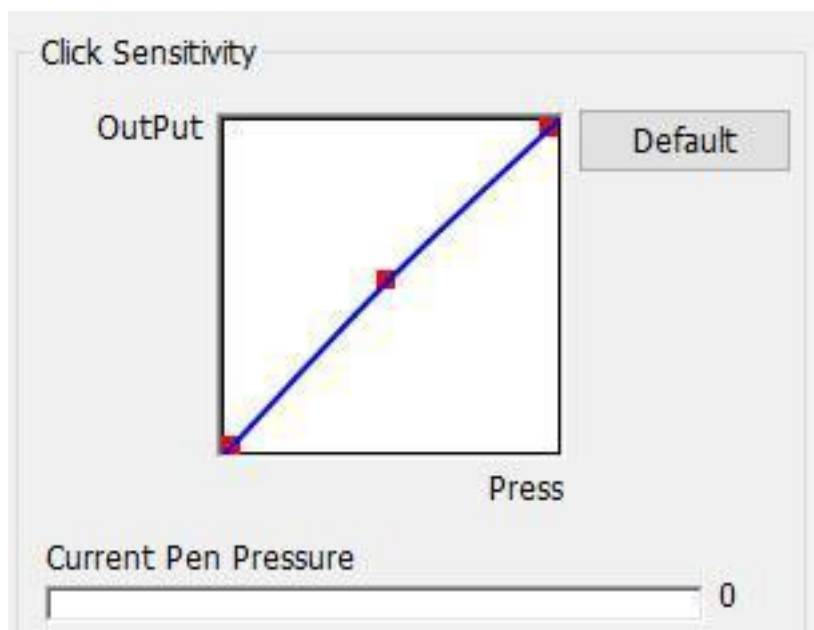 Click Sensitivity
OutPut
Default
Press
Current Pen Pressure
0